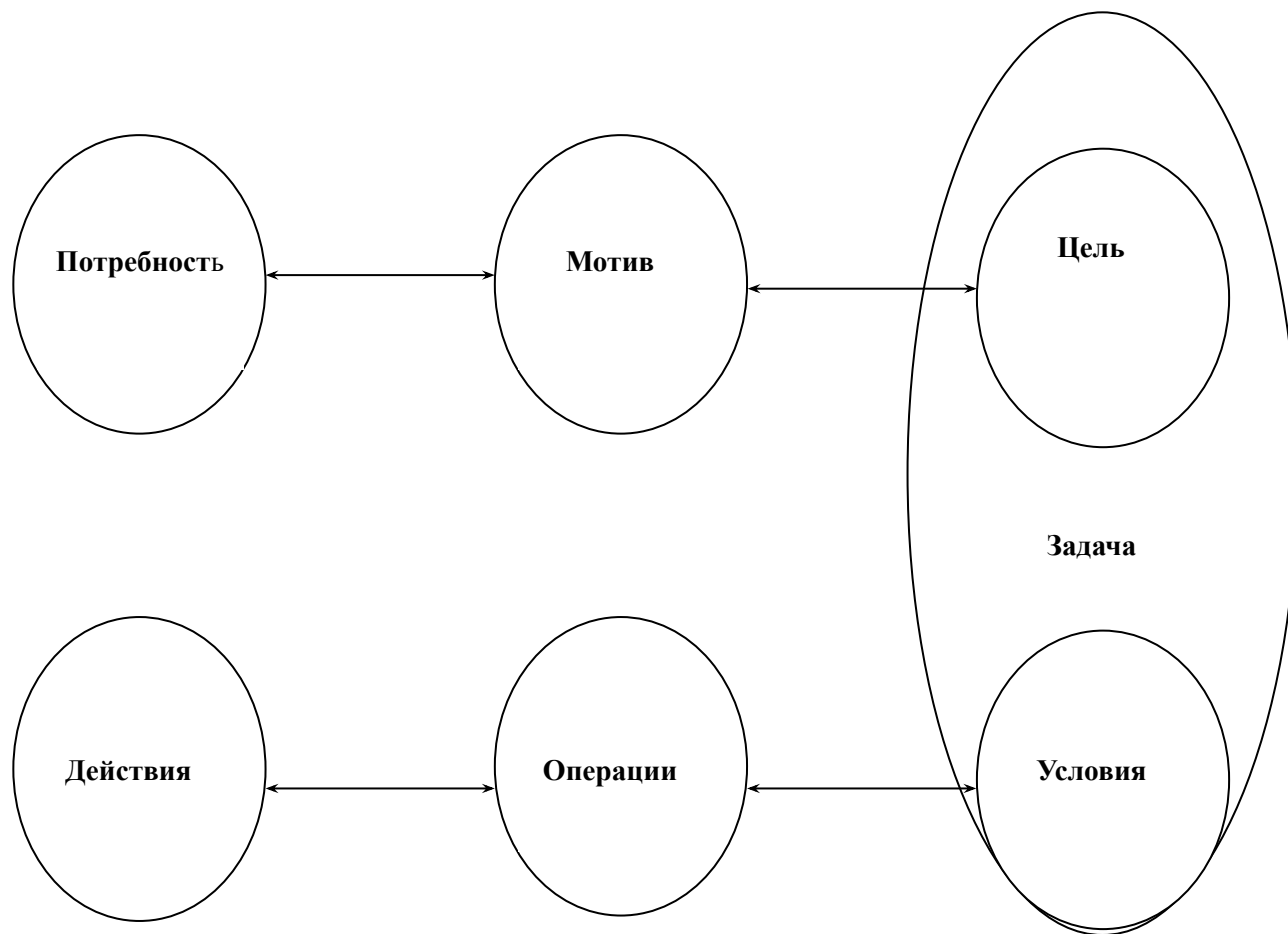 Потребность
Мотив
Цель
Задача
Действия
Операции
Условия